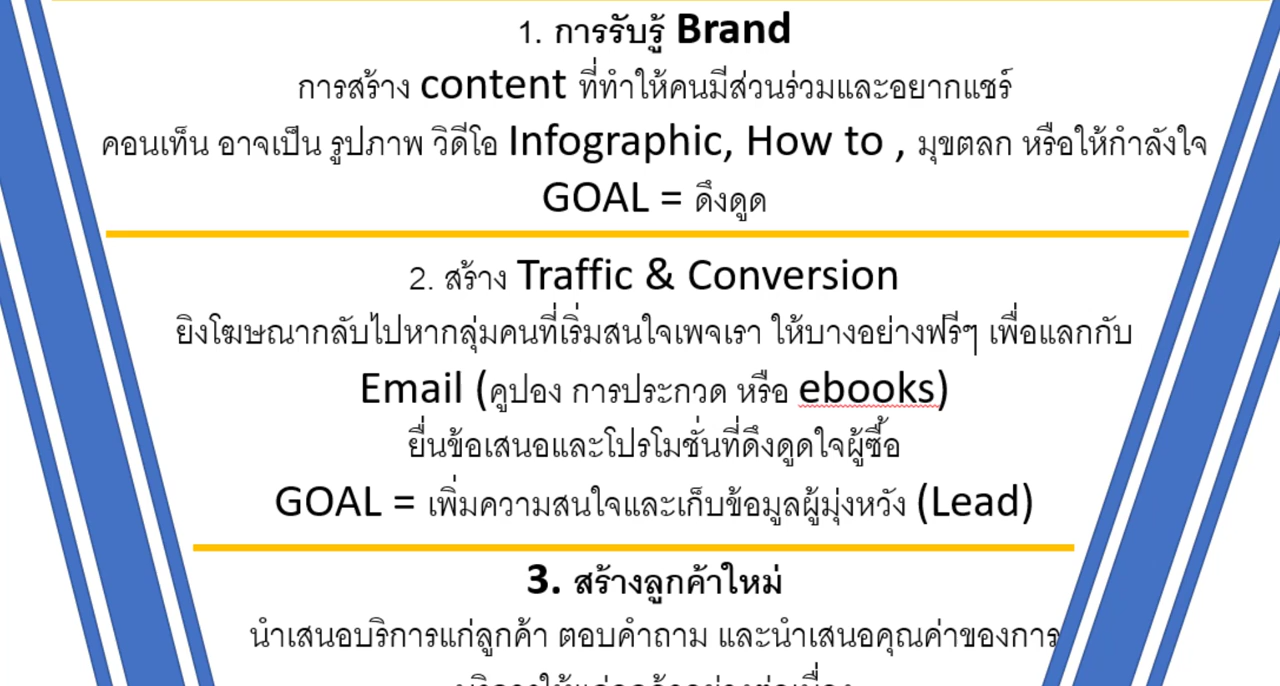 1. การรับรู้ Brand
การสร้าง content ที่ทำให้คนมีส่วนร่วมและอยากแชร์
คอนเท็น อาจเป็น รูปภาพ วิดีโอ Infographic, How to , มุขตลก หรือให้กำลังใจ
GOAL = ดึงดูด
2. สร้าง Traffic & Conversion
ยิงโฆษณากลับไปหากลุ่มคนที่เริ่มสนใจเพจเรา ให้บางอย่างฟรีๆ เพื่อแลกกับ
Email (คูปอง การประกวด หรือ ebooks)
ยื่นข้อเสนอและโปรโมชั่นที่ดึงดูดใจผู้ซื้อ
GOAL = เพิ่มความสนใจและเก็บข้อมูลผู้มุ่งหวัง (Lead)
3. สร้างลูกค้าใหม่
นำเสนอบริการแก่ลูกค้า ตอบคำถาม และนำเสนอคุณค่าของการ